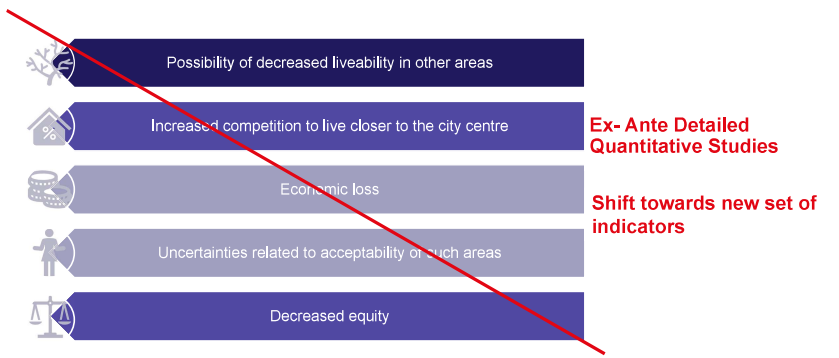 Possibility of decreased liveability in other areas
Increased competition to live closer to the city centre
Ex- Ante Detailed
Quantitative Studies
Economic loss
Shift towards new set of
indicators
Uncertainties related to acceptability of such areas
Decreased equity
%